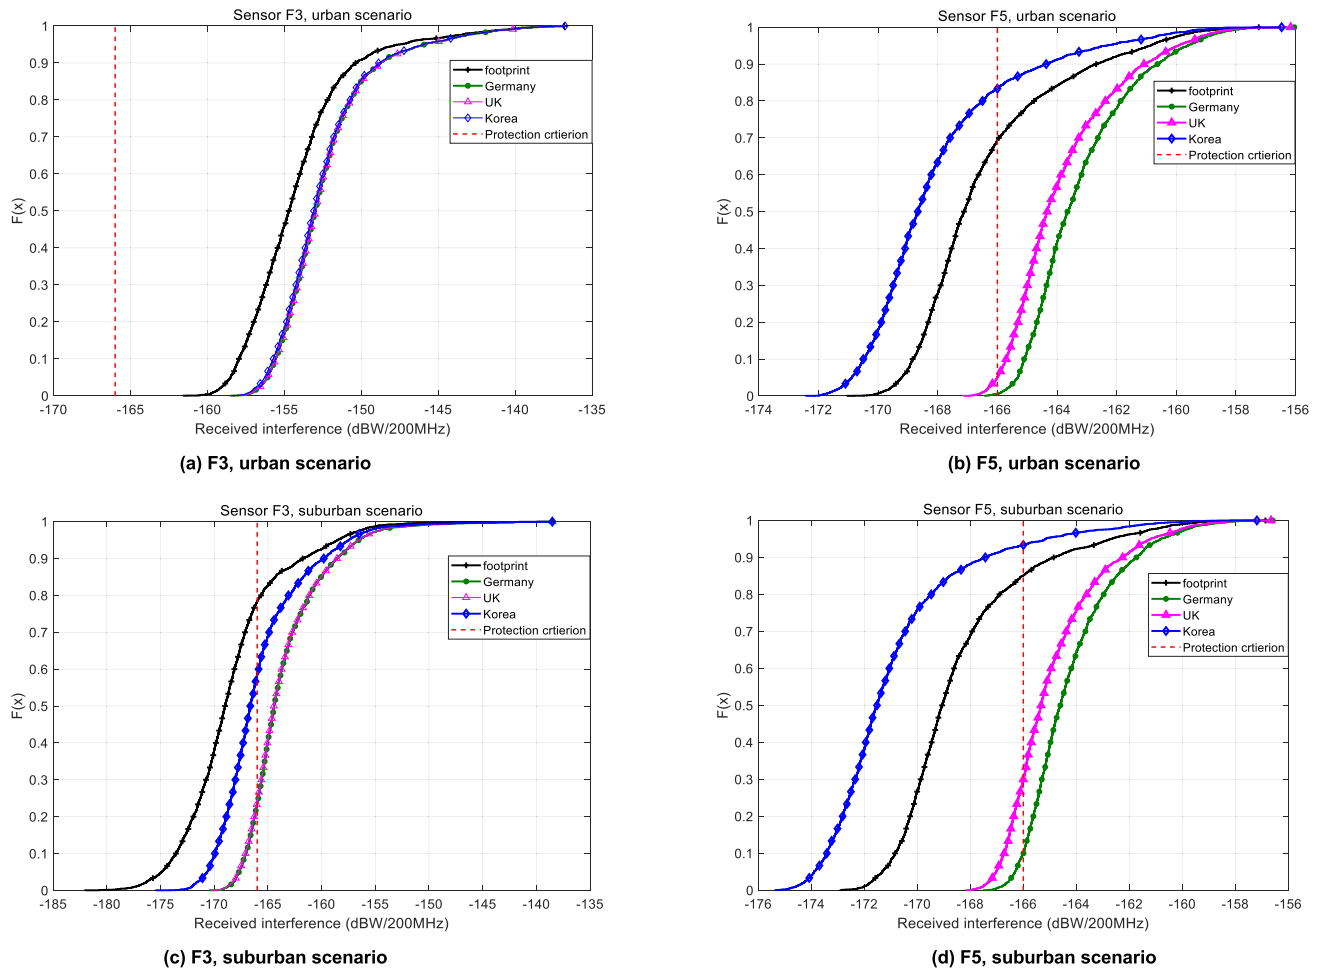 Sensor F3, urban scenario
1
0.9
0.8
0.7
0.6
0.5
0.4
0.3
0.2
0.1
0
F(x)
footprint
Germany
UK
Korea
Protection crtierion
-170 -165 -160 -155 -150 -145 -140 -135
Received interference (dBW/200MHz)
(a) F3, urban scenario
Sensor F5, urban scenario
1
0.9
0.8
0.7
0.6
0.5
0.4
0.3
0.2
0.1
0
F(x)
footprint
Germany
UK
Korea
Protection crtierion
-174 -172 -170 -168 -166 -164 -162 -160 -158 -156
Received interference (dBW/200MHz)
(b) F5, urban scenario
Sensor F3, suburban scenario
1
0.9
0.8
0.7
0.6
0.5
0.4
0.3
0.2
0.1
0
F(x)
footprint
Germany
UK
Korea
Protection crtierion
-185 -180 -175 -170 -165 -160 -155 -150 -145 -140 -135
Received interference (dBW/200MHz)
(c) F3, suburban scenario
Sensor F5, suburban scenario
1
0.9
0.8
0.7
0.6
0.5
0.4
0.3
0.2
0.1
0
F(x)
footprint
Germany
UK
Korea
Protection crtierion
-176 -174 -172 -170 -168 -166 -164 -162 -160 -158 -156
Received interference (dBW/200MHz)
(d) F5, suburban scenario